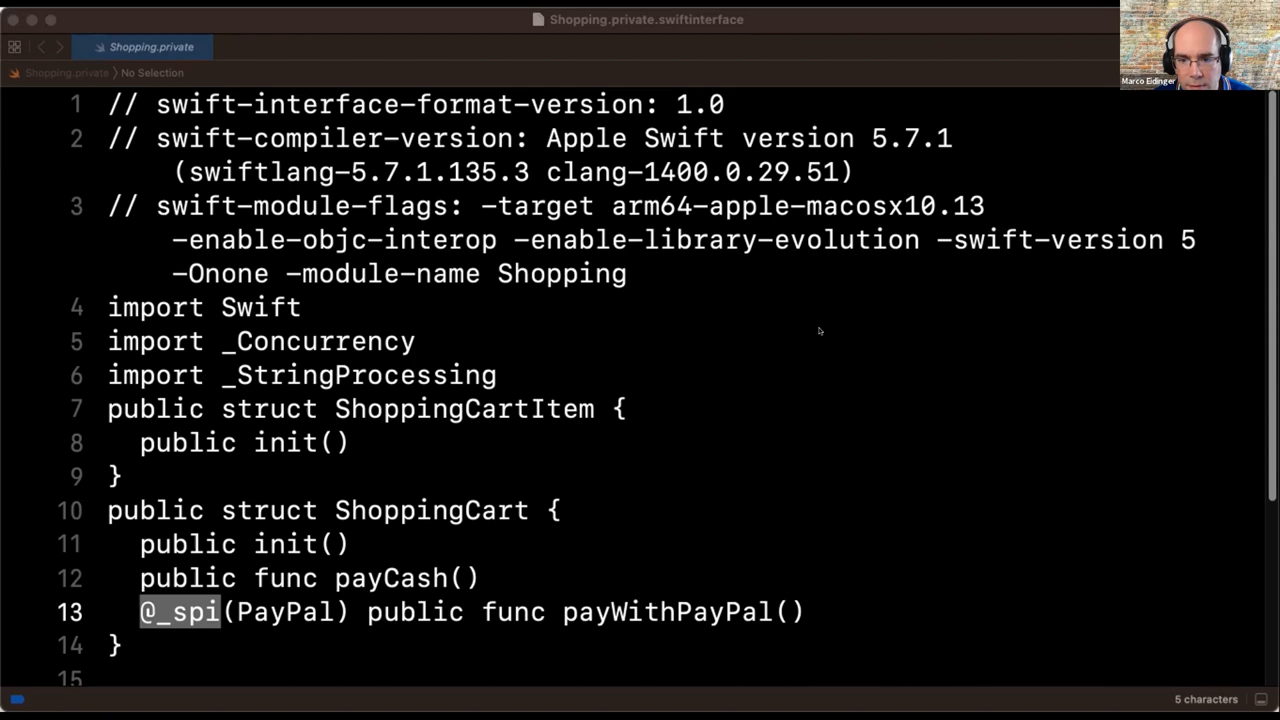 Shopping.private.swiftinterface
Shopping.private
Shopping.private 〉No Selection
Marco Eidinger
1 // swift-interface-format-version: 1.0
2 // swift-compiler-version: Apple Swift version 5.7.1
(swiftlang-5.7.1.135.3 clang-1400.0.29.51)
3 // swift-module-flags: -target arm64-apple-macosx10.13
-enable-objc-interop -enable-library-evolution -swift-version 5
-Onone -module-name Shopping
4 import Swift
5 import _Concurrency
6 import _StringProcessing
7 public struct ShoppingCartItem {
8 public init()
9 }
10 public struct ShoppingCart {
11 public init()
12 public func payCash()
13 @_spi(PayPal) public func payWithPayPal()
14 }
15
5 characters